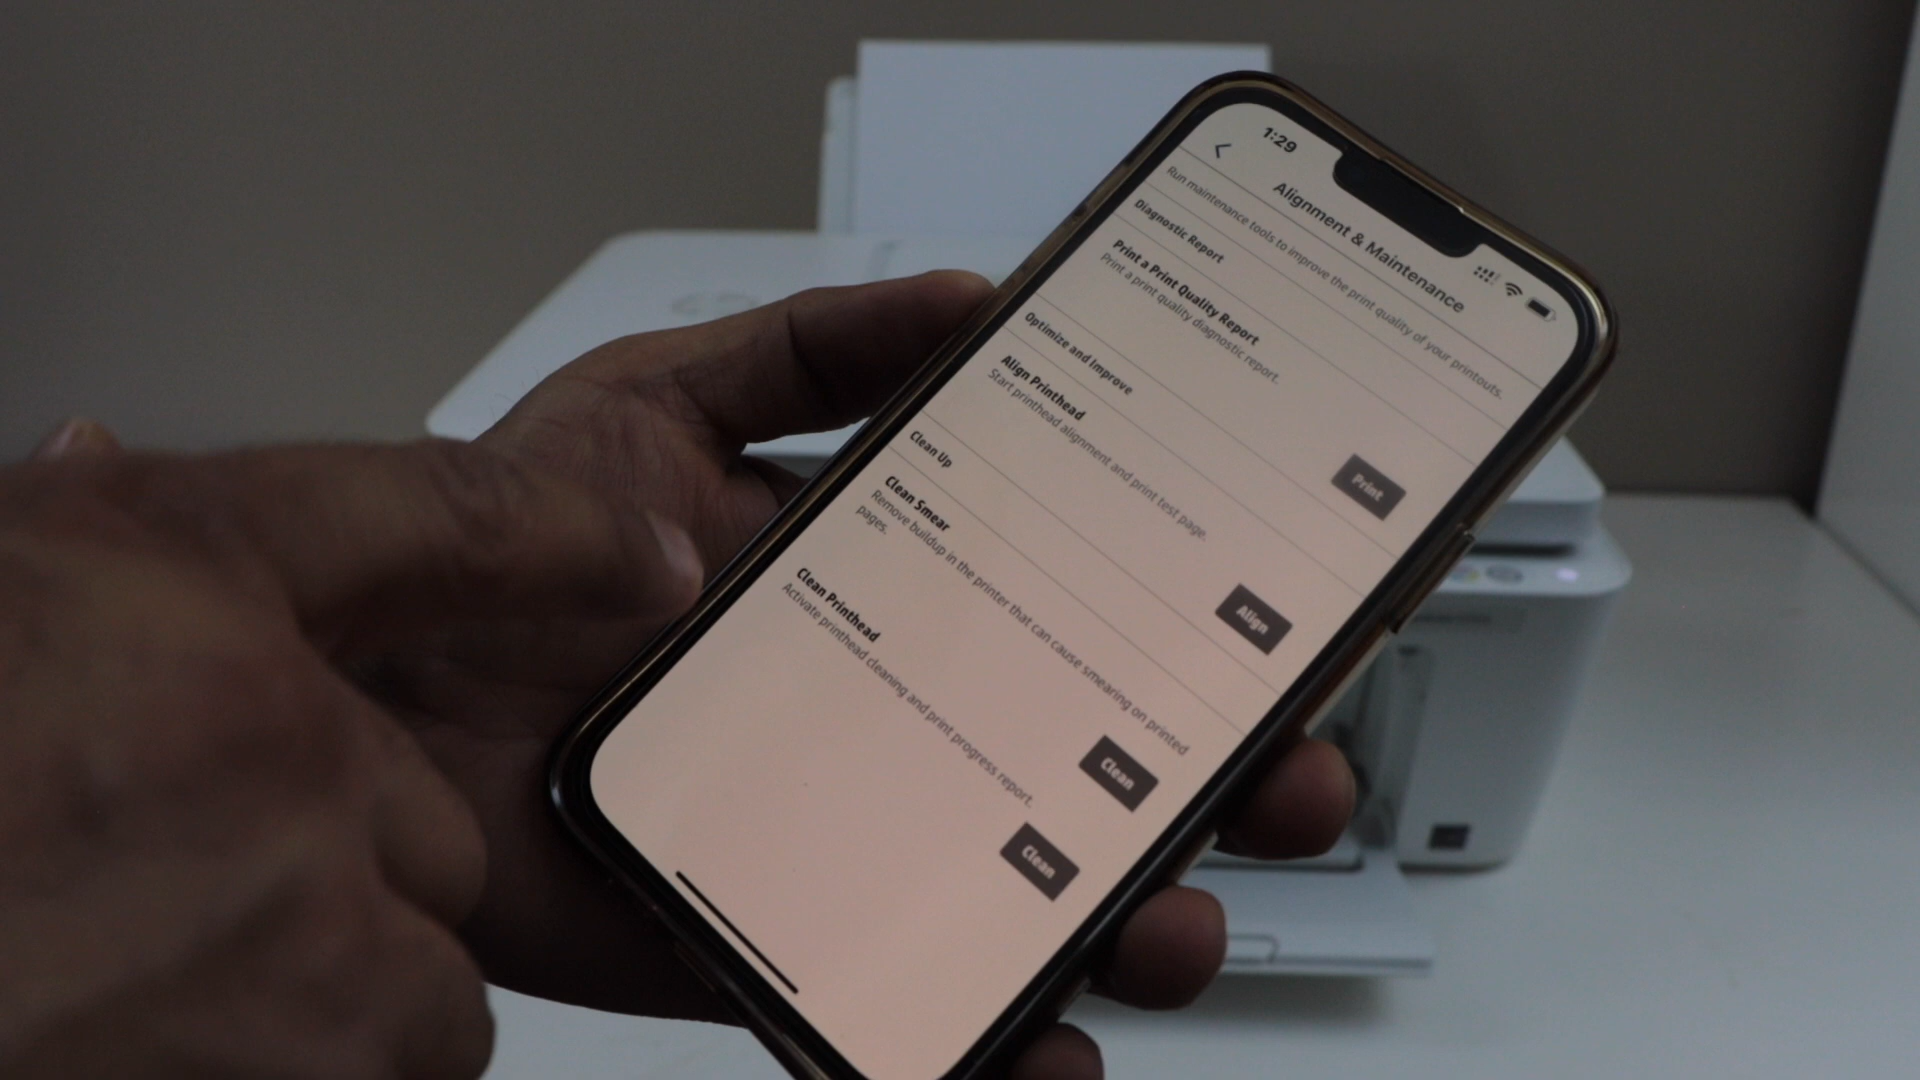 1:29
Alignment & Maintenance
Run maintenance tools to improve the print quality of your printouts.
Diagnostic Report
Print a Print Quality Report
Print a print quality diagnostic report.
Print
Optimize and Improve
Align Printhead
Start printhead alignment and print test page.
Align
Clean Up
Clean Smear
Remove buildup in the printer that can cause smearing on printed
pages.
Clean
Clean Printhead
Activate printhead cleaning and print progress report.
Clean